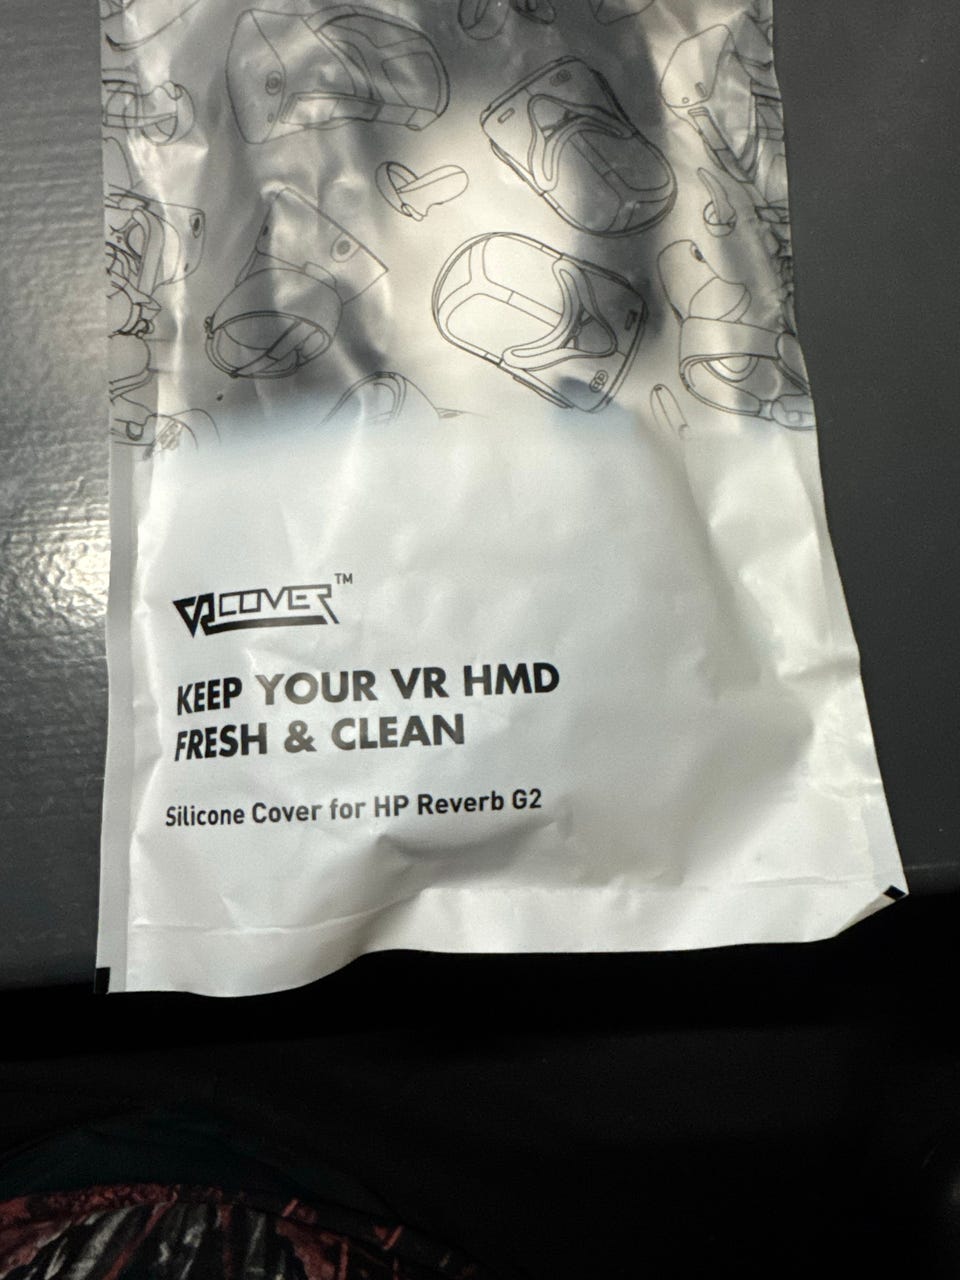 VRCOVER™
KEEP YOUR VR HMD
FRESH & CLEAN
Silicone Cover for HP Reverb G2